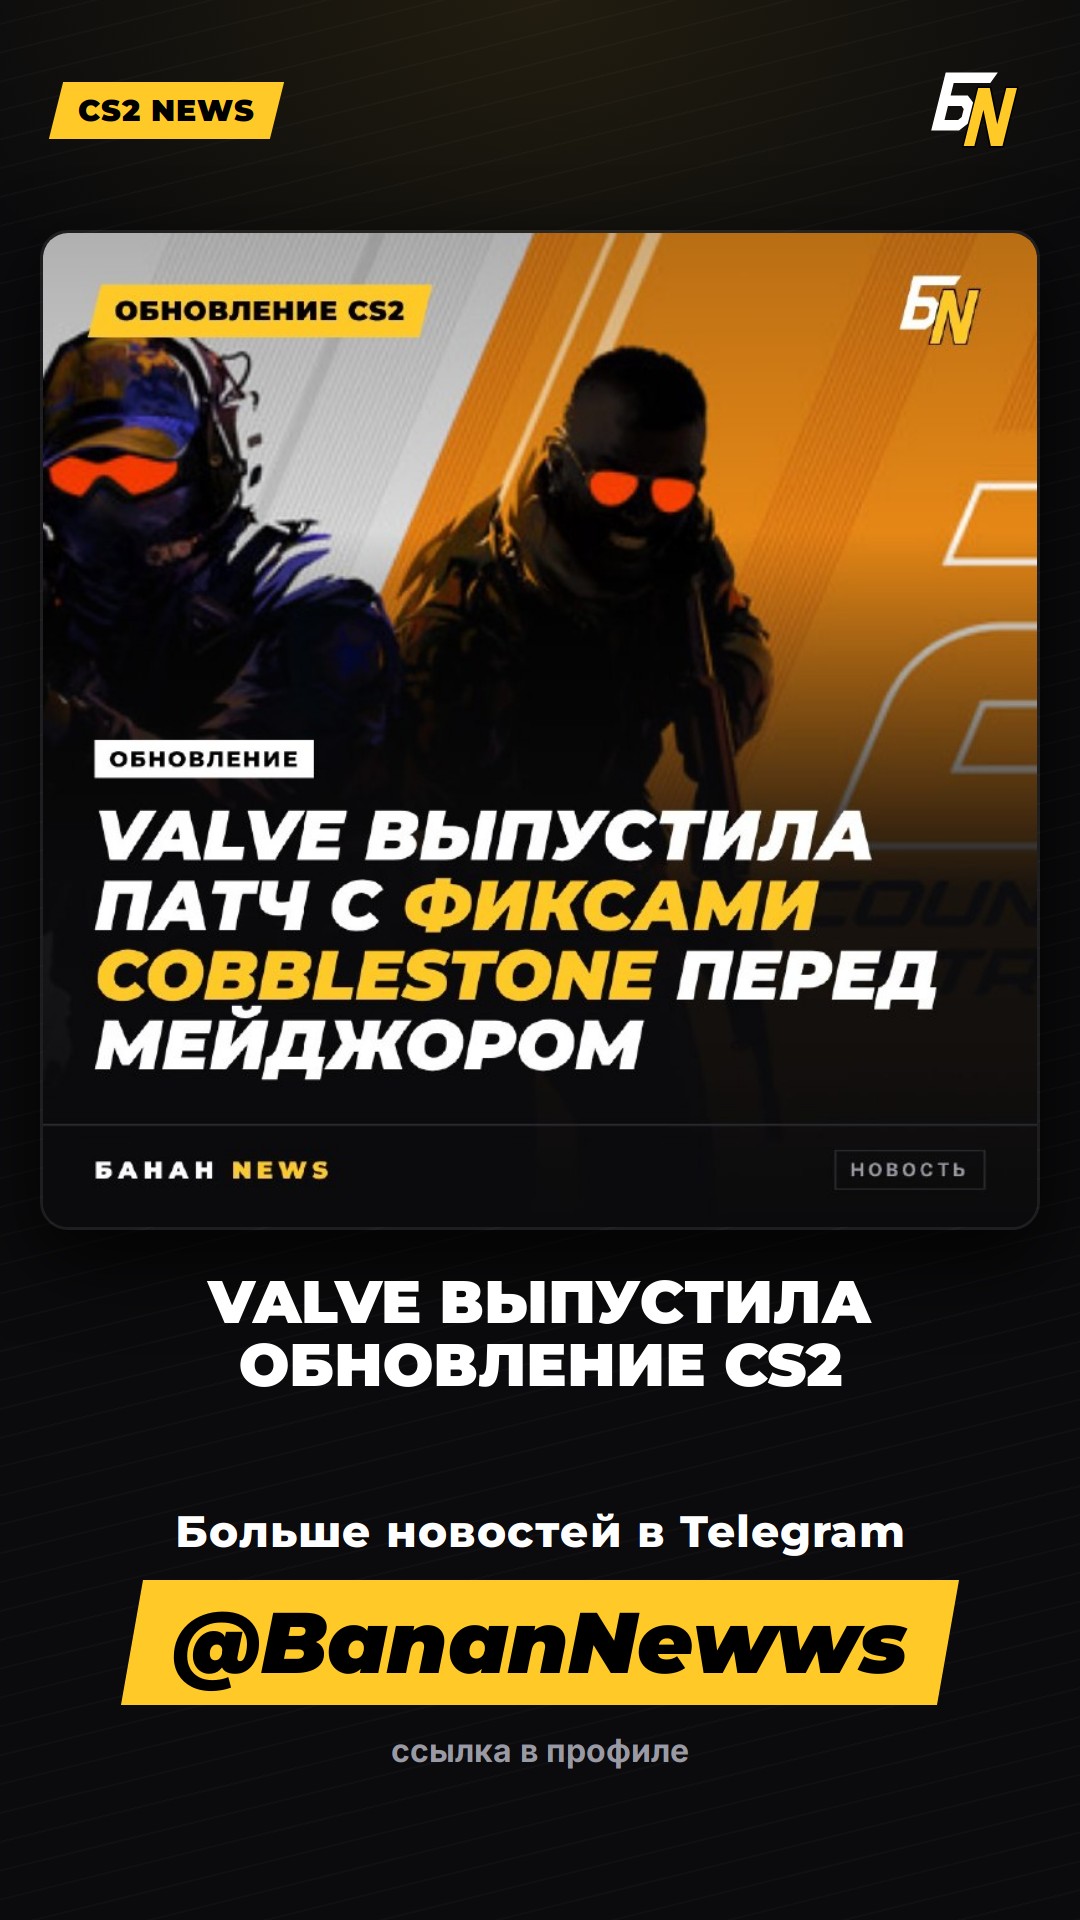 CS2 NEWS
БN
ОБНОВЛЕНИЕ CS2
БN
ОБНОВЛЕНИЕ
VALVE ВЫПУСТИЛА
ПАТЧ С ФИКСАМИ
COBBLESTONE ПЕРЕД
МЕЙДЖОРОМ
БАНАН NEWS
НОВОСТЬ
VALVE ВЫПУСТИЛА
ОБНОВЛЕНИЕ CS2
Больше новостей в Telegram
@BananNewws
ссылка в профиле